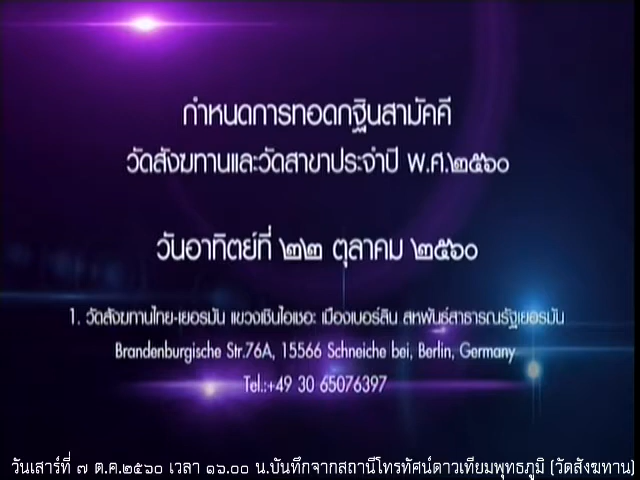 กำหนดการทอดกฐินสามัคคี
วัดสังฆทานและวัดสาขาประจำปี พ.ศ.๒๕๖๐
วันอาทิตย์ที่ ๒๒ ตุลาคม ๒๕๖๐
1. วัดสังฆทานไทย-เยอรมัน แขวงเชินไอเชอะ เมืองเบอร์ลิน สหพันธ์สาธารณรัฐเยอรมัน
Brandenburgische Str.76A, 15566 Schneiche bei, Berlin, Germany
Tel.:+49 30 65076397
วันเสาร์ที่ ๗ ต.ค.๒๕๖๐ เวลา ๑๖.๐๐ น.บันทึกจากสถานีโทรทัศน์ดาวเทียมพุทธภูมิ (วัดสังฆทาน)